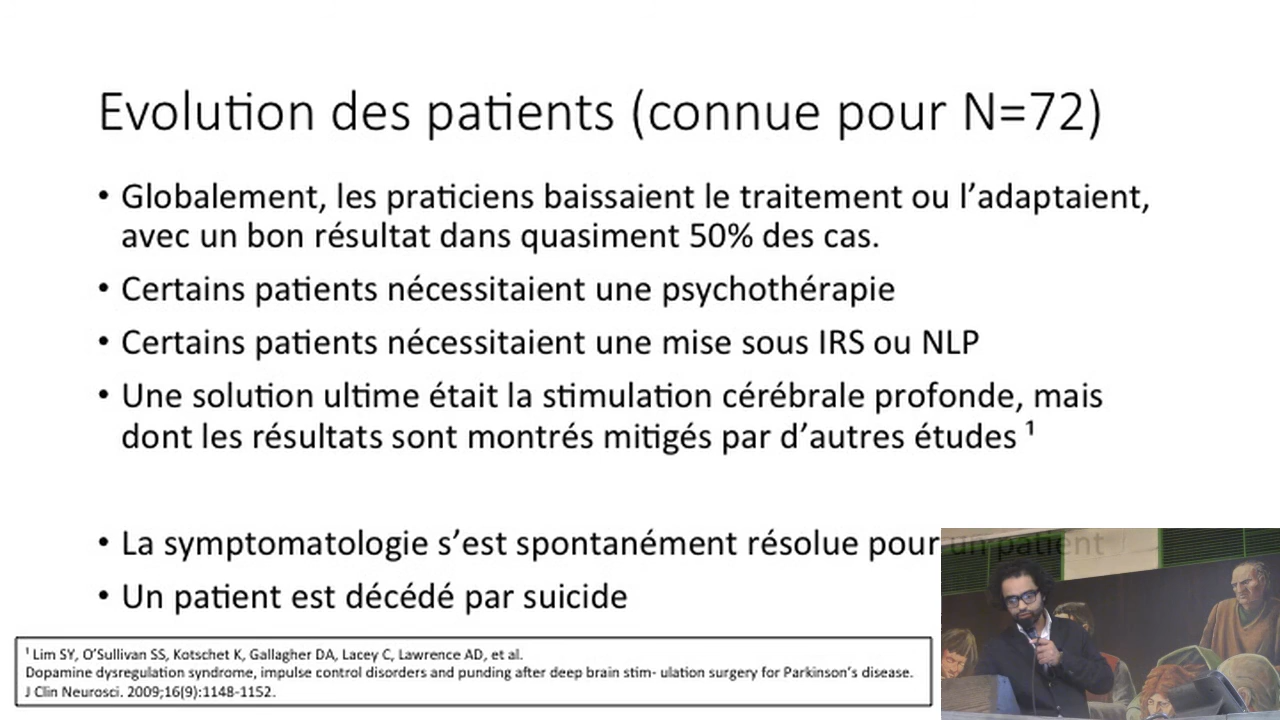 Evolution des patients (connue pour N=72)
• Globalement, les praticiens baissaient le traitement ou l’adaptaient,
avec un bon résultat dans quasiment 50% des cas.
• Certains patients nécessitaient une psychothérapie
• Certains patients nécessitaient une mise sous IRS ou NLP
• Une solution ultime était la stimulation cérébrale profonde, mais
dont les résultats sont montrés mitigés par d’autres études ¹
• La symptomatologie s’est spontanément résolue pour un patient
• Un patient est décédé par suicide
¹ Lim SY, O’Sullivan SS, Kotschet K, Gallagher DA, Lacey C, Lawrence AD, et al.
Dopamine dysregulation syndrome, impulse control disorders and punding after deep brain stim- ulation surgery for Parkinson’s disease.
J Clin Neurosci. 2009;16(9):1148-1152.